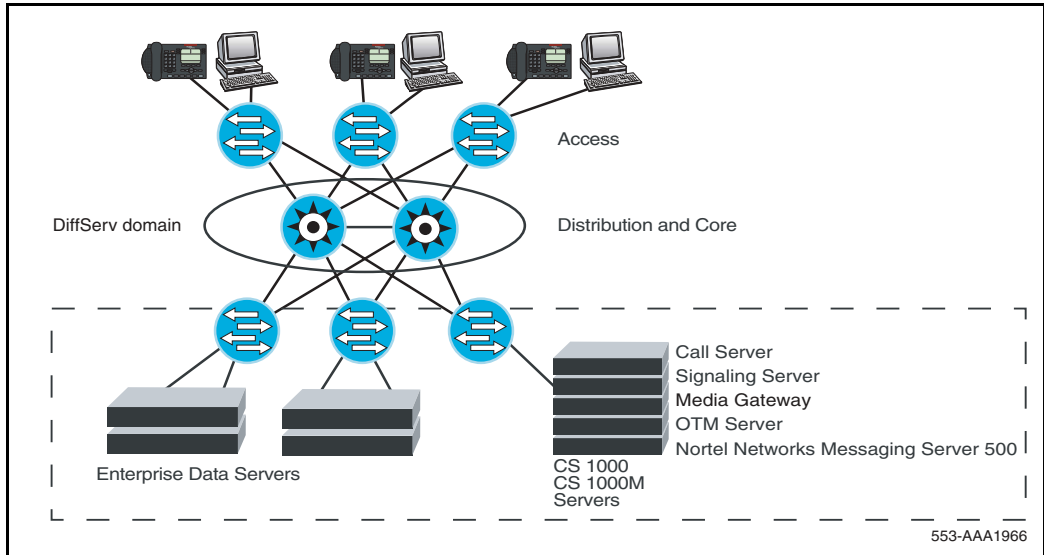 Access
DiffServ domain
Distribution and Core
Call Server
Signaling Server
Media Gateway
OTM Server
Nortel Networks Messaging Server 500
Enterprise Data Servers
CS 1000
CS 1000M
Servers
553-AAA1966